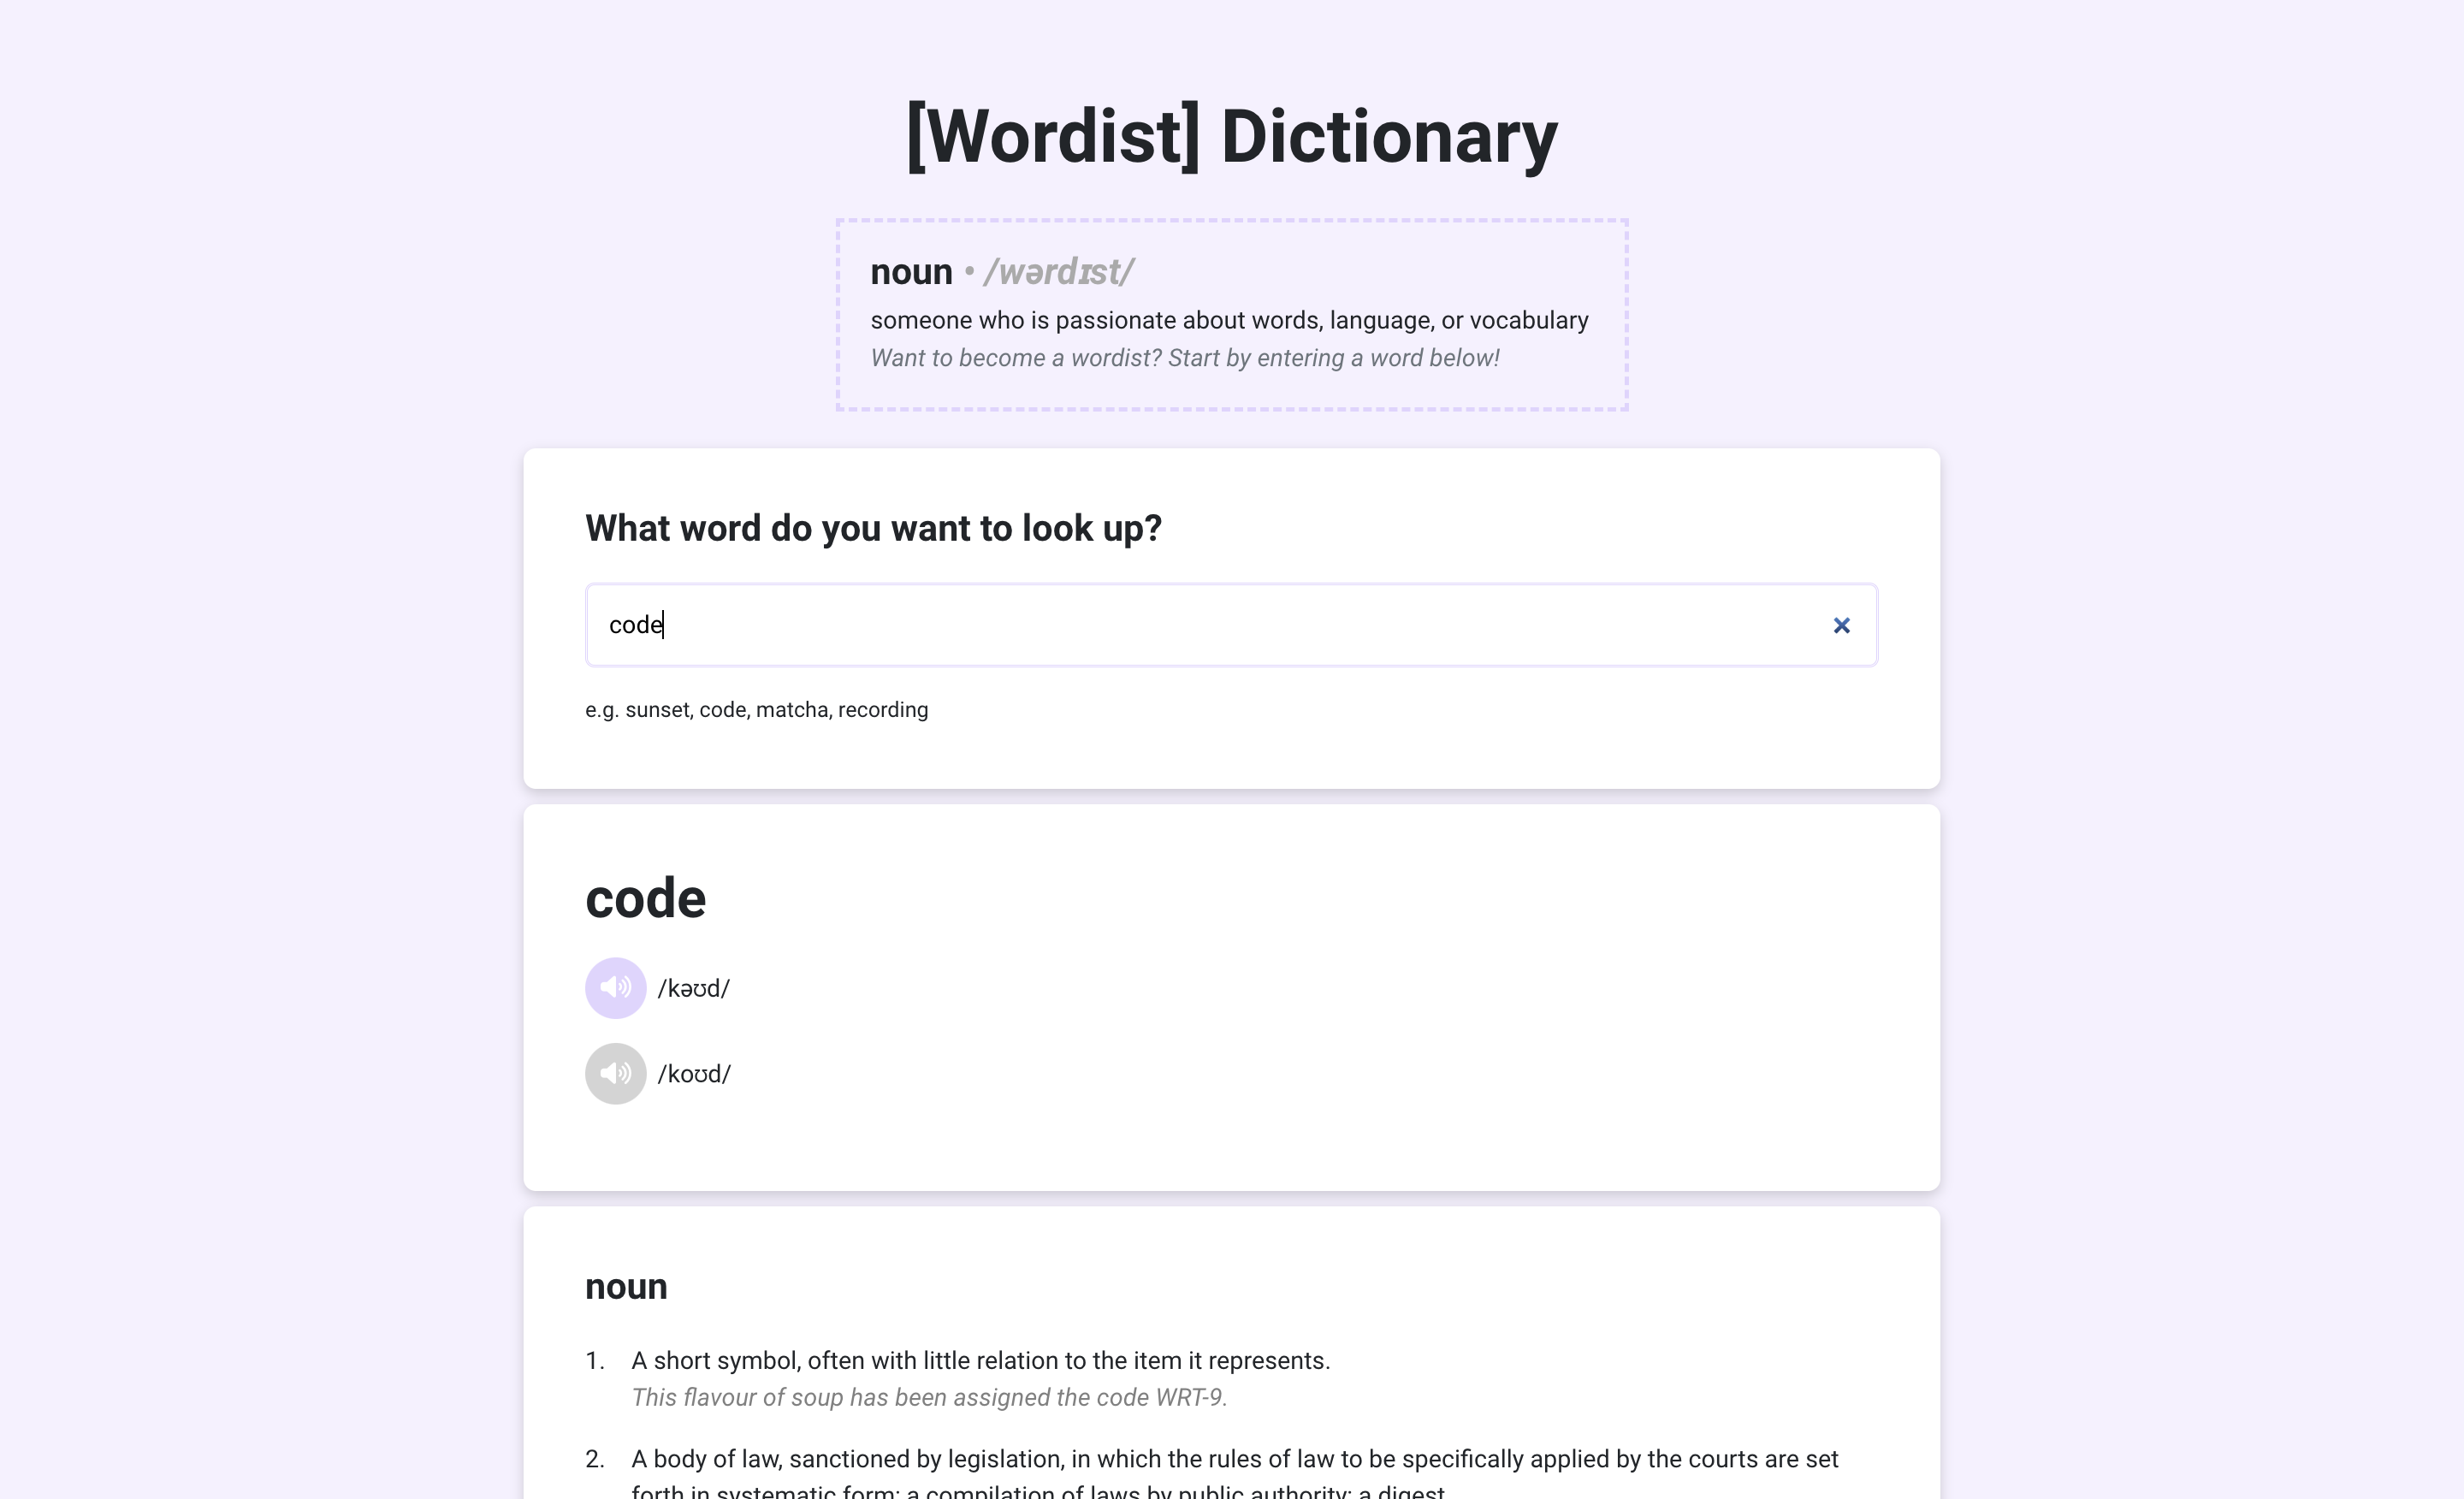 [Wordist] Dictionary
noun • /wərdɪst/
someone who is passionate about words, language, or vocabulary
Want to become a wordist? Start by entering a word below!
What word do you want to look up?
code
e.g. sunset, code, matcha, recording
code
/kəʊd/
/koʊd/
noun
1. A short symbol, often with little relation to the item it represents.
This flavour of soup has been assigned the code WRT-9.
2. A body of law, sanctioned by legislation, in which the rules of law to be specifically applied by the courts are set
forth in systematic form; a compilation of laws by public authority; a digest.